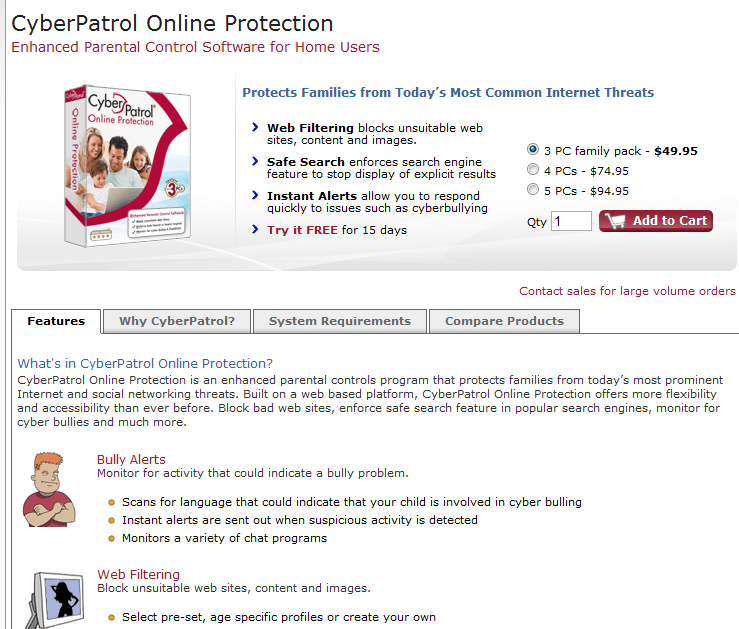 CyberPatrol Online Protection
Enhanced Parental Control Software for Home Users
CyberPatrol
CyberPatrol
Online Protection
Online Protection
3
Enhanced Parental Control Software
Protects Families from Today's Most Common Internet Threats
Web Filtering blocks unsuitable web
sites, content and images.
Safe Search enforces search engine
feature to stop display of explicit results
Instant Alerts allow you to respond
quickly to issues such as cyberbullying
Try it FREE for 15 days
3 PC family pack - $49.95
4 PCs - $74.95
5 PCs - $94.95
Qty 1 Add to Cart
Contact sales for large volume orders
Features Why CyberPatrol? System Requirements Compare Products
What's in CyberPatrol Online Protection?
CyberPatrol Online Protection is an enhanced parental controls program that protects families from today's most prominent
Internet and social networking threats. Built on a web based platform, CyberPatrol Online Protection offers more flexibility
and accessibility than ever before. Block bad web sites, enforce safe search feature in popular search engines, monitor for
cyber bullies and much more.
Bully Alerts
Monitor for activity that could indicate a bully problem.
Scans for language that could indicate that your child is involved in cyber bulling
Instant alerts are sent out when suspicious activity is detected
Monitors a variety of chat programs
Web Filtering
Block unsuitable web sites, content and images.
Select pre-set, age specific profiles or create your own